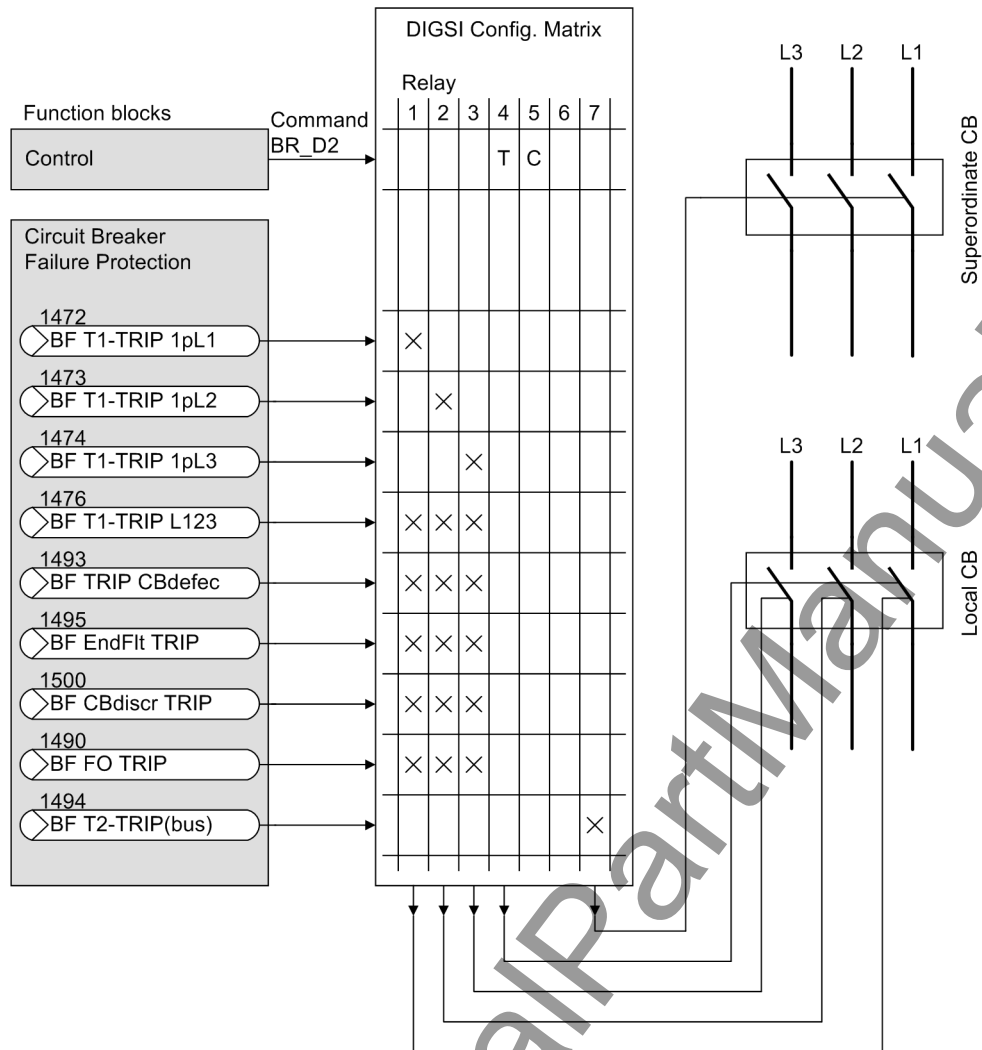 DIGSI Config. Matrix
Relay
1 2 3 4 5 6 7
Function blocks
Command
BR_D2
Control
T C
Circuit Breaker
Failure Protection
1472
BF T1-TRIP 1pL1
1473
BF T1-TRIP 1pL2
1474
BF T1-TRIP 1pL3
1476
BF T1-TRIP L123
1493
BF TRIP CBdefec
1495
BF EndFlt TRIP
1500
BF CBdiscr TRIP
1490
BF FO TRIP
1494
BF T2-TRIP(bus)
L3 L2 L1
Superordinate CB
L3 L2 L1
Local CB